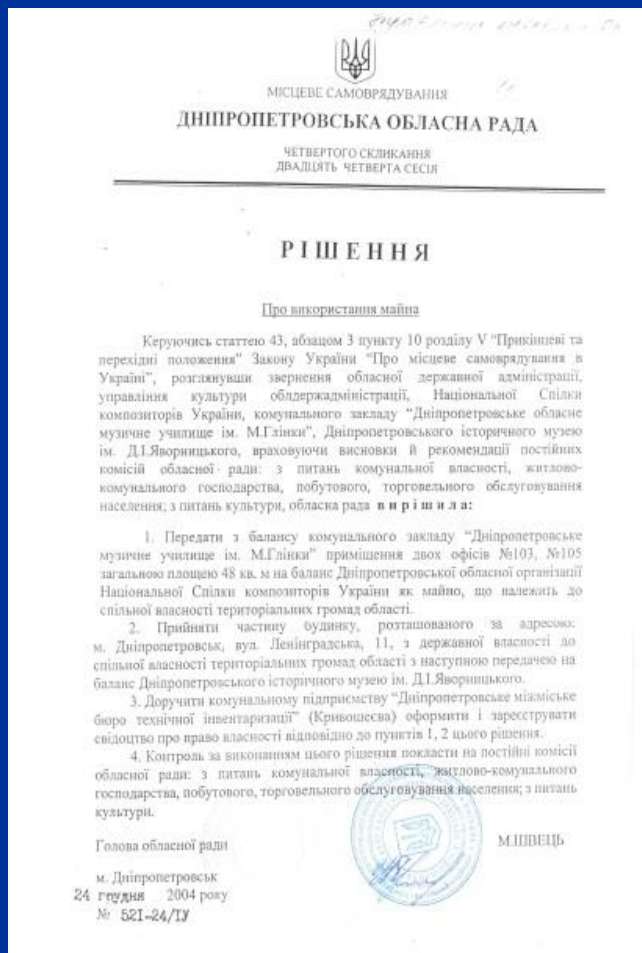 МІСЦЕВЕ САМОВРЯДУВАННЯ
ДНІПРОПЕТРОВСЬКА ОБЛАСНА РАДА
ЧЕТВЕРТОГО СКЛИКАННЯ
ДВАДЦЯТЬ ЧЕТВЕРТА СЕСІЯ
РІШЕННЯ
Про використання майна
Керуючись статтею 43, абзацом 3 пункту 10 розділу V “Прикінцеві та
перехідні положення” Закону України “Про місцеве самоврядування в
Україні”, розглянувши звернення обласної державної адміністрації,
управління культури облдержадміністрації, Національної Спілки
композиторів України, комунального закладу “Дніпропетровське обласне
музичне училище ім. М.Глінки”, Дніпропетровського історичного музею
ім. Д.І.Яворницького, враховуючи висновки й рекомендації постійних
комісій обласної ради: з питань комунальної власності, житлово-
комунального господарства, побутового, торговельного обслуговування
населення; з питань культури, обласна рада в и р і ш и л а:
1. Передати з балансу комунального закладу “Дніпропетровське
музичне училище ім. М.Глінки” приміщення двох офісів №103, №105
загальною площею 48 кв. м на баланс Дніпропетровської обласної організації
Національної Спілки композиторів України як майно, що належить до
спільної власності територіальних громад області.
2. Прийняти частину будинку, розташованого за адресою:
м. Дніпропетровськ, вул. Ленінградська, 11, з державної власності до
спільної власності територіальних громад області з наступною передачею на
баланс Дніпропетровського історичного музею ім. Д.І.Яворницького.
3. Доручити комунальному підприємству “Дніпропетровське міжміське
бюро технічної інвентаризації” (Кривошеєва) оформити і зареєструвати
свідоцтво про право власності відповідно до пунктів 1, 2 цього рішення.
4. Контроль за виконанням цього рішення покласти на постійні комісії
обласної ради: з питань комунальної власності, житлово-комунального
господарства, побутового, торговельного обслуговування населення; з питань
культури.
Голова обласної ради М.ШВЕЦЬ
м. Дніпропетровськ
24 грудня 2004 року
№ 521-24/ІУ